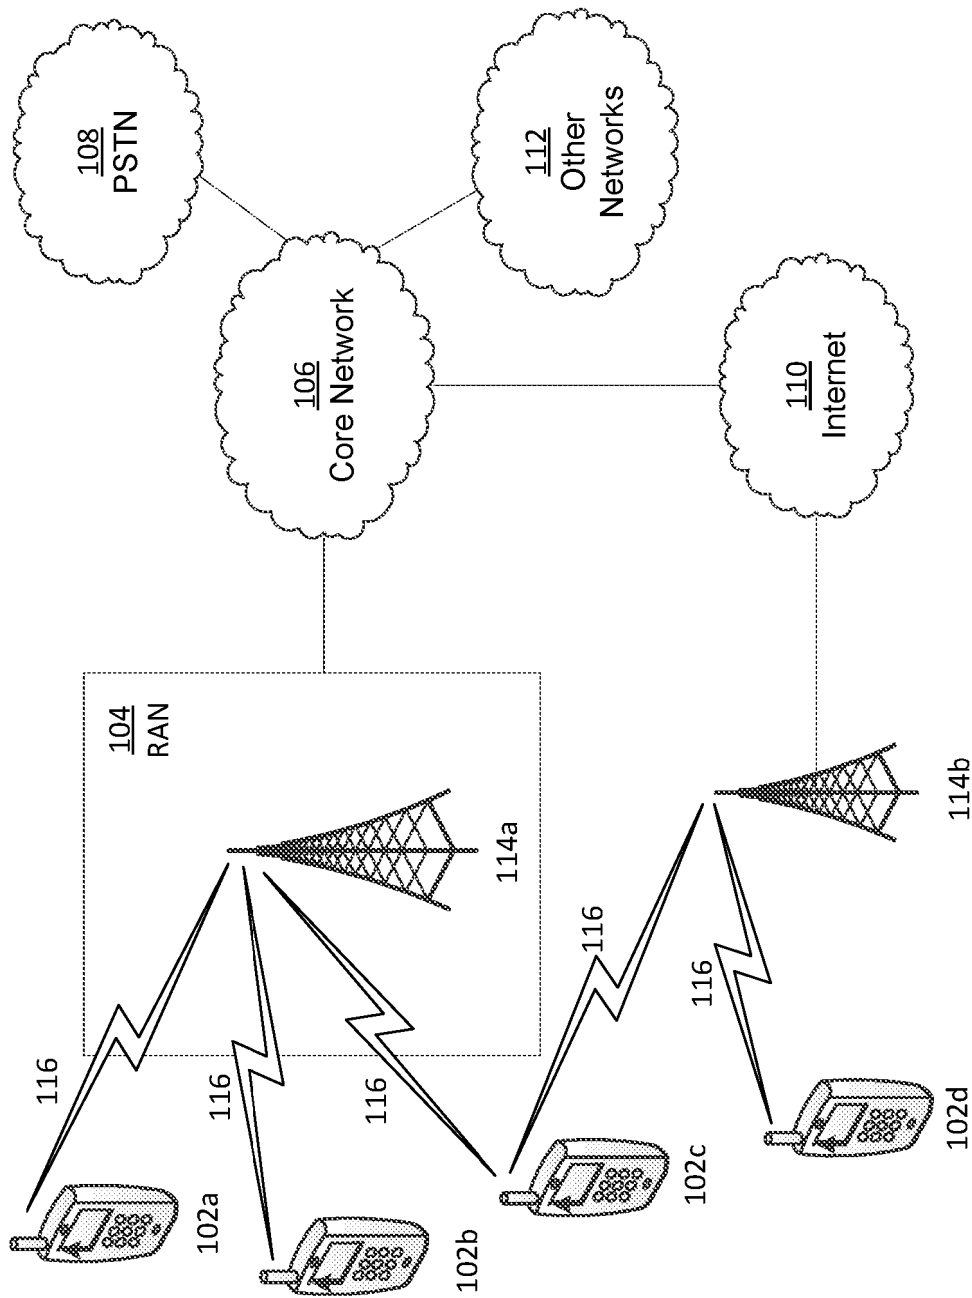 108
PSTN
112
Other
Networks
106
Core Network
110
Internet
104
RAN
114a
114b
116
116
116
116
116
102a
102b
102c
102d